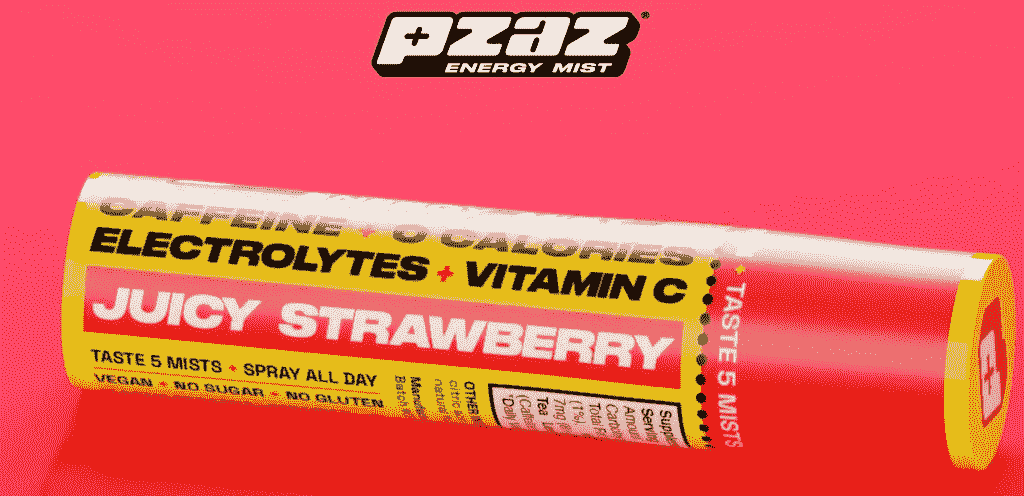 pzaz®
ENERGY MIST
CAFFEINE + 0 CALORIES +
ELECTROLYTES + VITAMIN C
JUICY STRAWBERRY
TASTE 5 MISTS + SPRAY ALL DAY
VEGAN + NO SUGAR + NO GLUTEN
+ TASTE 5 MISTS